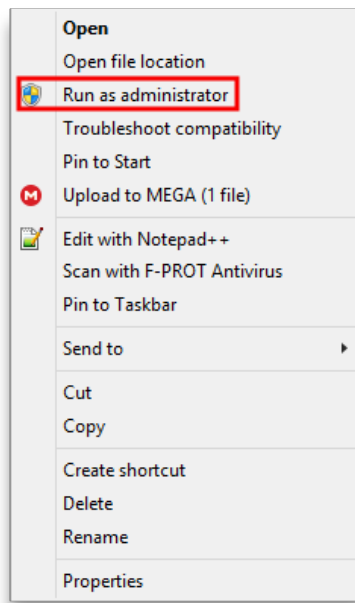 Open
Open file location
Run as administrator
Troubleshoot compatibility
Pin to Start
Upload to MEGA (1 file)
Edit with Notepad++
Scan with F-PROT Antivirus
Pin to Taskbar
Send to
Cut
Copy
Create shortcut
Delete
Rename
Properties